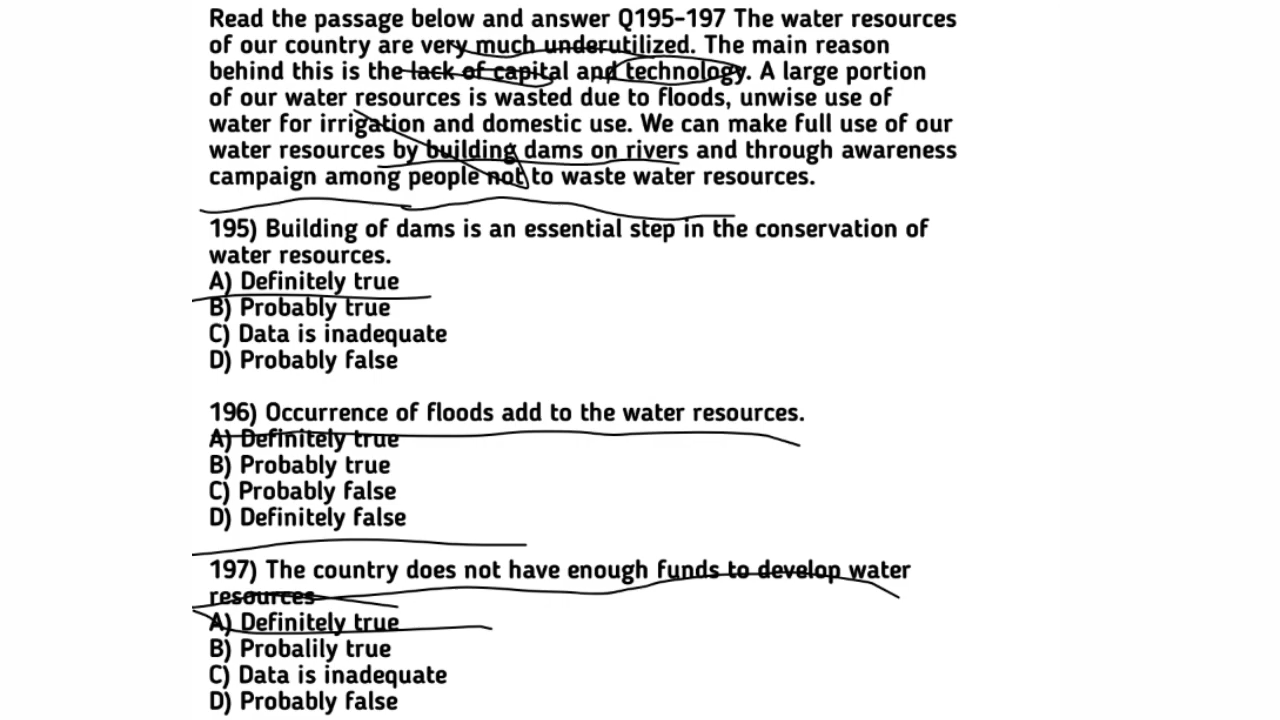 Read the passage below and answer Q195-197 The water resources
of our country are very much underutilized. The main reason
behind this is the lack of capital and technology. A large portion
of our water resources is wasted due to floods, unwise use of
water for irrigation and domestic use. We can make full use of our
water resources by building dams on rivers and through awareness
campaign among people not to waste water resources.
195) Building of dams is an essential step in the conservation of
water resources.
A) Definitely true
B) Probably true
C) Data is inadequate
D) Probably false
196) Occurrence of floods add to the water resources.
A) Definitely true
B) Probably true
C) Probably false
D) Definitely false
197) The country does not have enough funds to develop water
resources
A) Definitely true
B) Probalily true
C) Data is inadequate
D) Probably false